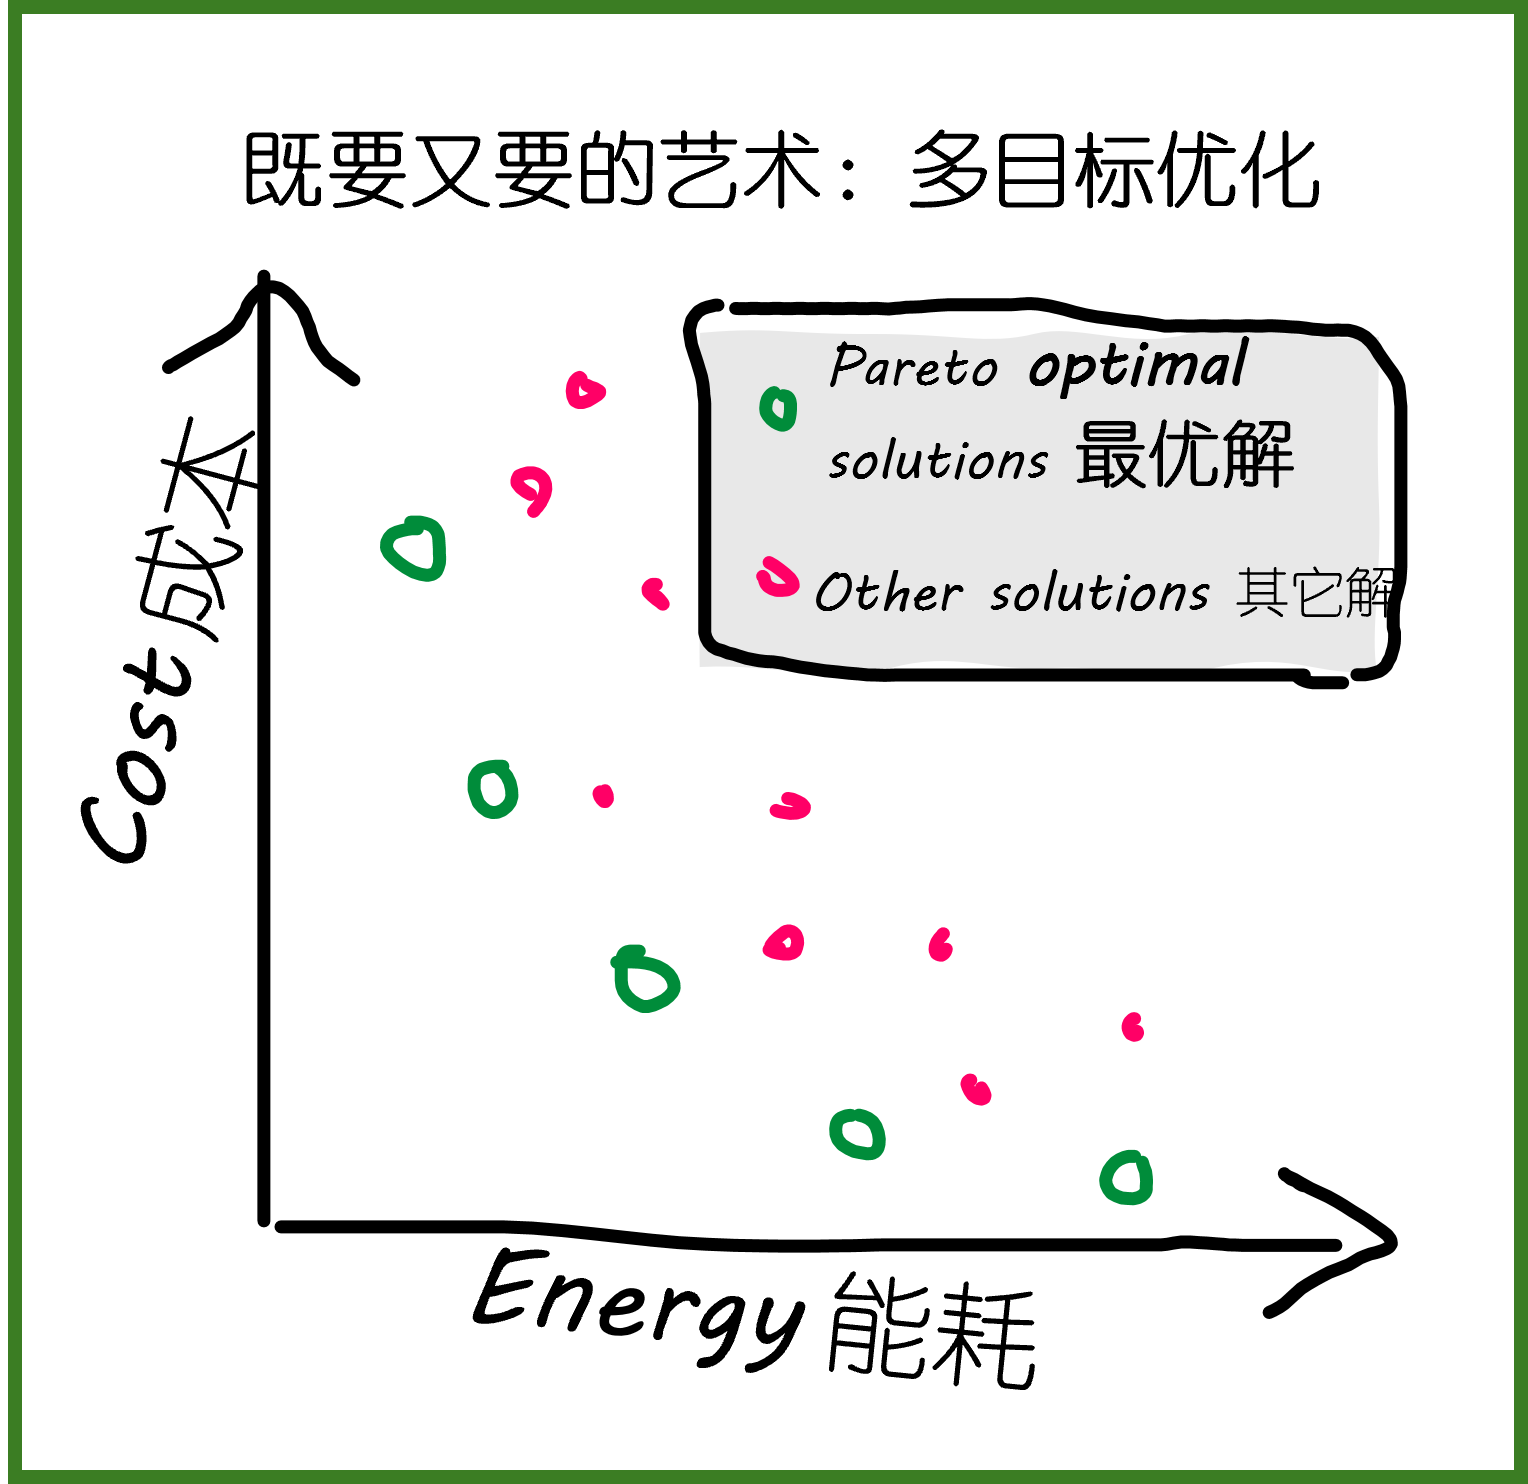 既要又要的艺术：多目标优化
Pareto optimal
solutions 最优解
Other solutions 其它解
Cost 成本
Energy 能耗